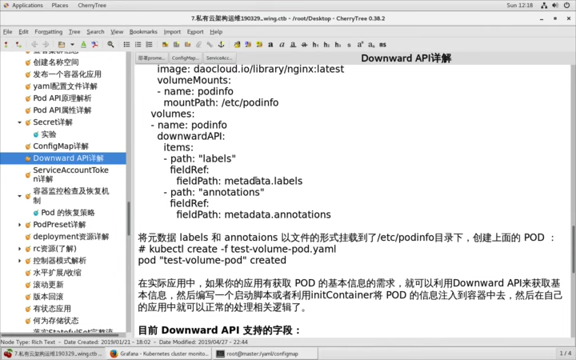 Applications
Places
CherryTree
Sun 12:18
7.私有云架构运维190329_wing.ctb - /root/Desktop - CherryTree 0.38.2
File Edit Formatting Tree Search View Bookmarks Import Export Help
创建名称空间
发布一个容器化应用
yaml配置文件详解
Pod API原理解析
Pod API属性详解
Secret详解
实验
ConfigMap详解
Downward API详解
ServiceAccountToke
n详解
容器监控检查及恢复机
制
Pod 的恢复策略
PodPreset详解
deployment资源详解
rc资源(了解)
控制器模式解析
水平扩展/收缩
滚动更新
版本回滚
有状态应用
何为存储状态
ConfigMap...
ServiceAcc...
Downward API详解
image: daocloud.io/library/nginx:latest
volumeMounts:
- name: podinfo
mountPath: /etc/podinfo
volumes:
- name: podinfo
downwardAPI:
items:
- path: "labels"
fieldRef:
fieldPath: metadata.labels
- path: "annotations"
fieldRef:
fieldPath: metadata.annotations
将元数据 labels 和 annotaions 以文件的形式挂载到了/etc/podinfo目录下，创建上面的 POD ：
# kubectl create -f test-volume-pod.yaml
pod "test-volume-pod" created
在实际应用中，如果你的应用有获取 POD 的基本信息的需求，就可以利用Downward API来获取基
本信息，然后编写一个启动脚本或者利用initContainer将 POD 的信息注入到容器中去，然后在自己
的应用中就可以正常的处理相关逻辑了。
目前 Downward API 支持的字段：
Node Type: Rich Text - Date Created: 2019/01/21 - 18:02 - Date Modified: 2019/04/27 - 22:44
7.私有云架构运维190329_wing.ctb...
Grafana - Kubernetes cluster monito...
root@master:/yaml/configmap
1 / 4